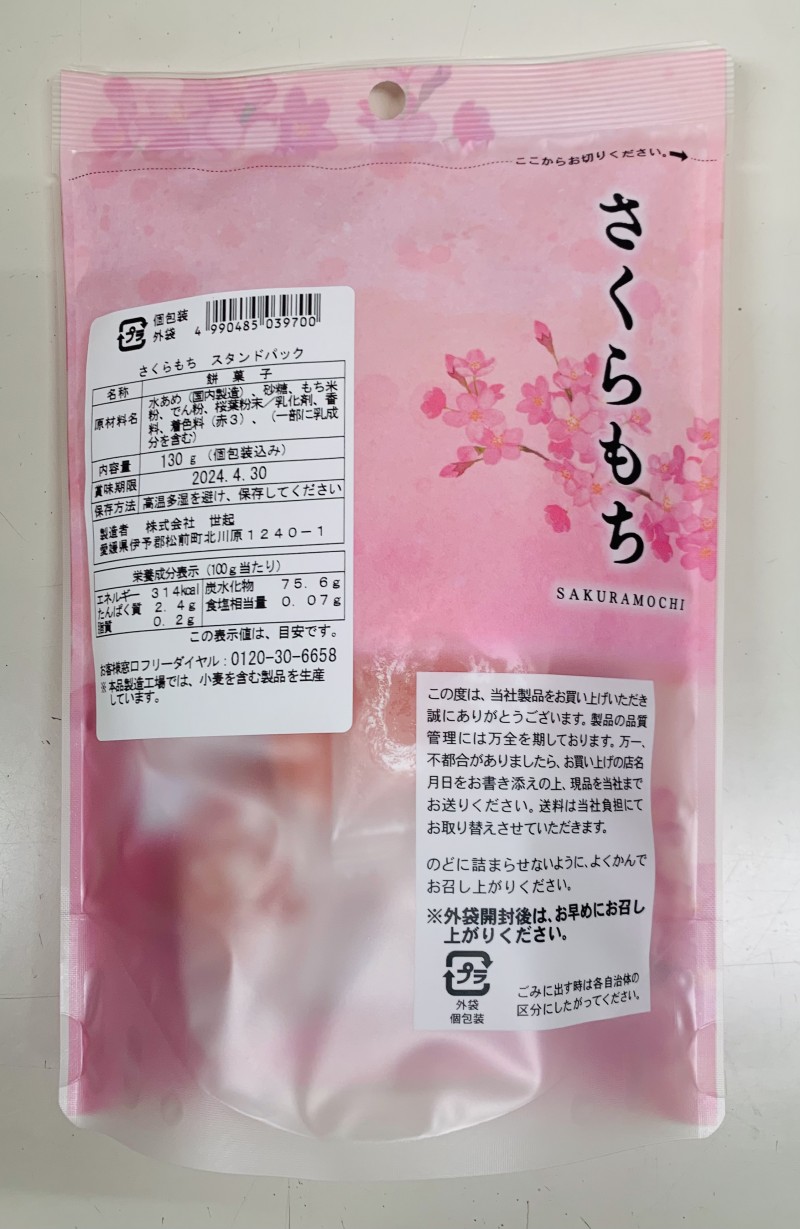 ここからお切りください。➡
さくらもち
SAKURAMOCHI
プラ
個包装
外袋
4 990485 039700
さくらもち スタンドパック
名称 餅菓子
原材料名 水あめ（国内製造）、砂糖、もち米
粉、でん粉、桜葉粉末／乳化剤、香
料、着色料（赤３）、（一部に乳成
分を含む）
内容量 130ｇ（個包装込み）
賞味期限 2024.4.30
保存方法 高温多湿を避け、保存してください
製造者 株式会社 世起
愛媛県伊予郡松前町北川原１２４０－１
栄養成分表示（100ｇ当たり）
エネルギー 314kcal 炭水化物 75.6g
たんぱく質 2.4g 食塩相当量 0.07g
脂質 0.2g
この表示値は、目安です。
お客様窓口フリーダイヤル：0120-30-6658
※本品製造工場では、小麦を含む製品を生産
しています。
この度は、当社製品をお買い上げいただき
誠にありがとうございます。製品の品質
管理には万全を期しております。万一、
不都合がありましたら、お買い上げの店名
月日をお書き添えの上、現品を当社まで
お送りください。送料は当社負担にて
お取り替えさせていただきます。
のどに詰まらせないように、よくかんで
お召し上がりください。
※外袋開封後は、お早めにお召し
上がりください。
プラ
外袋
個包装
ごみに出す時は各自治体の
区分にしたがってください。